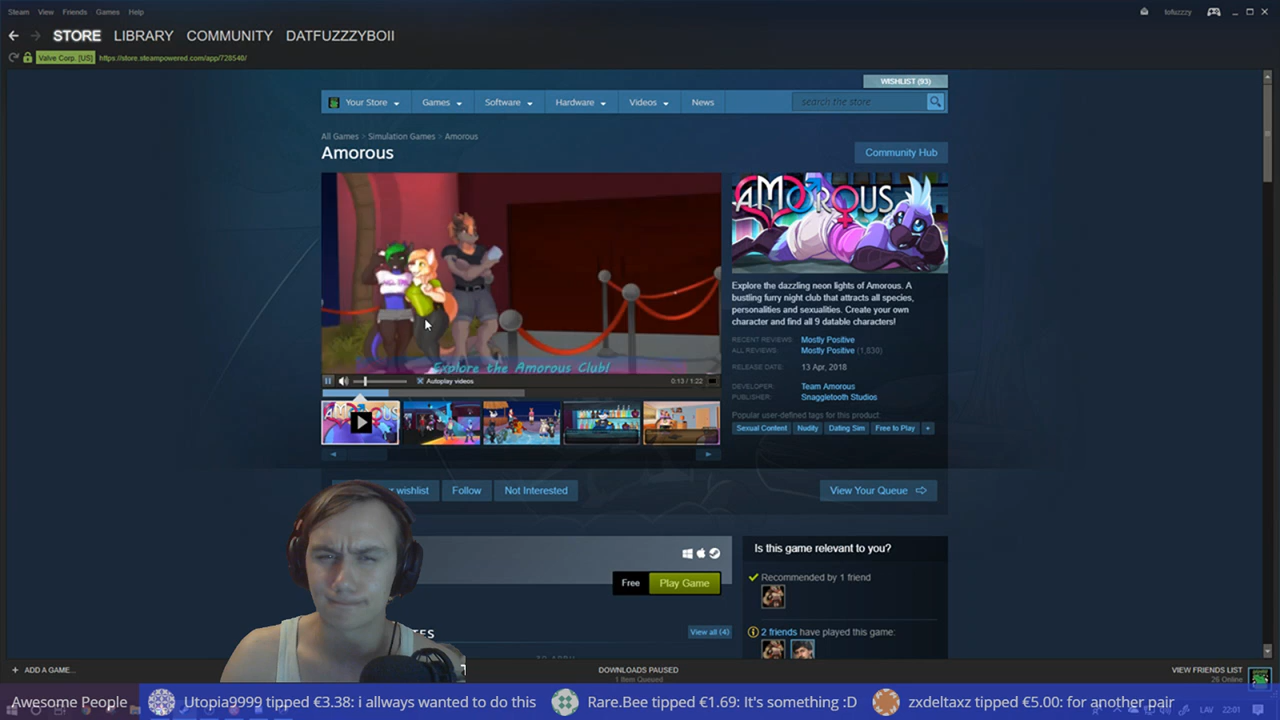 Steam View Friends Games Help
lofuzzzy
STORE LIBRARY COMMUNITY DATFUZZZYBOII
Valve Corp. [US] https://store.steampowered.com/app/728540/
WISHLIST (93)
Your Store Games Software Hardware Videos News search the store
All Games > Simulation Games > Amorous
Amorous
Community Hub
AMOROUS
Explore the Amorous Club!
Explore the dazzling neon lights of Amorous. A
bustling furry night club that attracts all species,
personalities and sexualities. Create your own
character and find all 9 datable characters!
RECENT REVIEWS: Mostly Positive
ALL REVIEWS: Mostly Positive (1,830)
RELEASE DATE: 13 Apr, 2018
DEVELOPER: Team Amorous
PUBLISHER: Snaggletooth Studios
Popular user-defined tags for this product:
Sexual Content Nudity Dating Sim Free to Play +
Autoplay videos 0:13 / 1:22
wishlist Follow Not Interested View Your Queue
Is this game relevant to you?
Free Play Game
Recommended by 1 friend
2 friends have played this game:
View all (4)
+ ADD A GAME...
DOWNLOADS PAUSED
1 Item Queued
VIEW FRIENDS LIST
26 Online
Awesome People Utopia9999 tipped €3.38: i allways wanted to do this Rare.Bee tipped €1.69: It's something :D zxdeltaxz tipped €5.00: for another pair
LAV 22:01